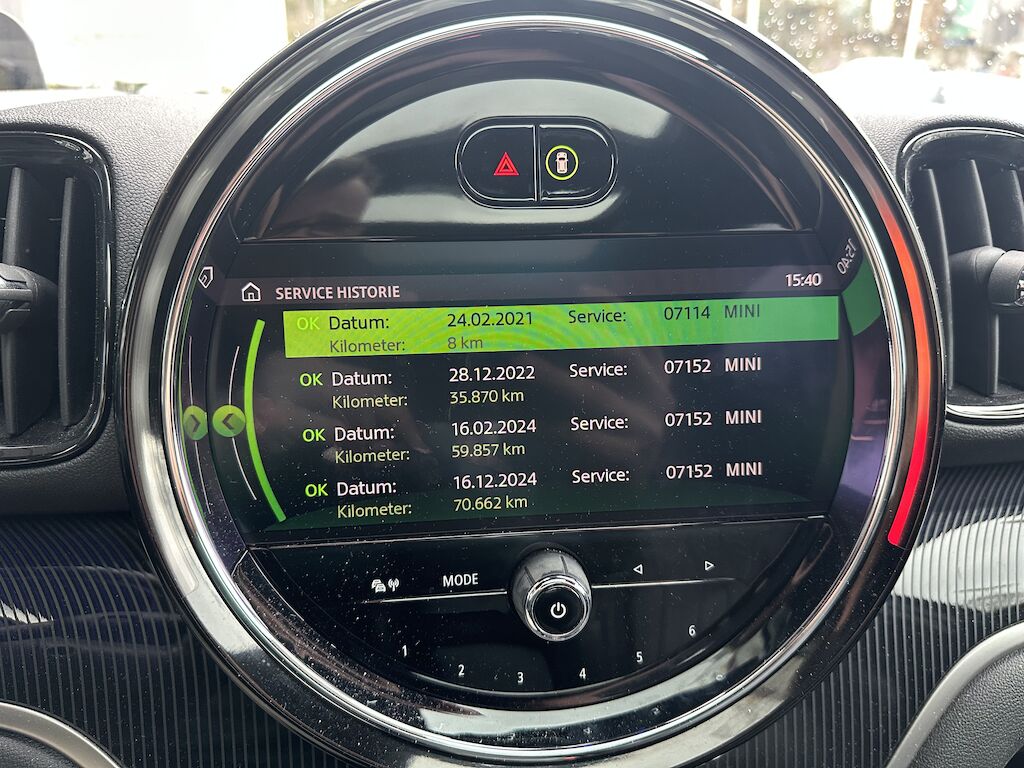 SERVICE HISTORIE 15:40
15:40
OK Datum: 24.02.2021 Service: 07114 MINI
Kilometer: 8 km
OK Datum: 28.12.2022 Service: 07152 MINI
Kilometer: 35.870 km
OK Datum: 16.02.2024 Service: 07152 MINI
Kilometer: 59.857 km
OK Datum: 16.12.2024 Service: 07152 MINI
Kilometer: 70.662 km
MODE
1 2 3 4 5 6